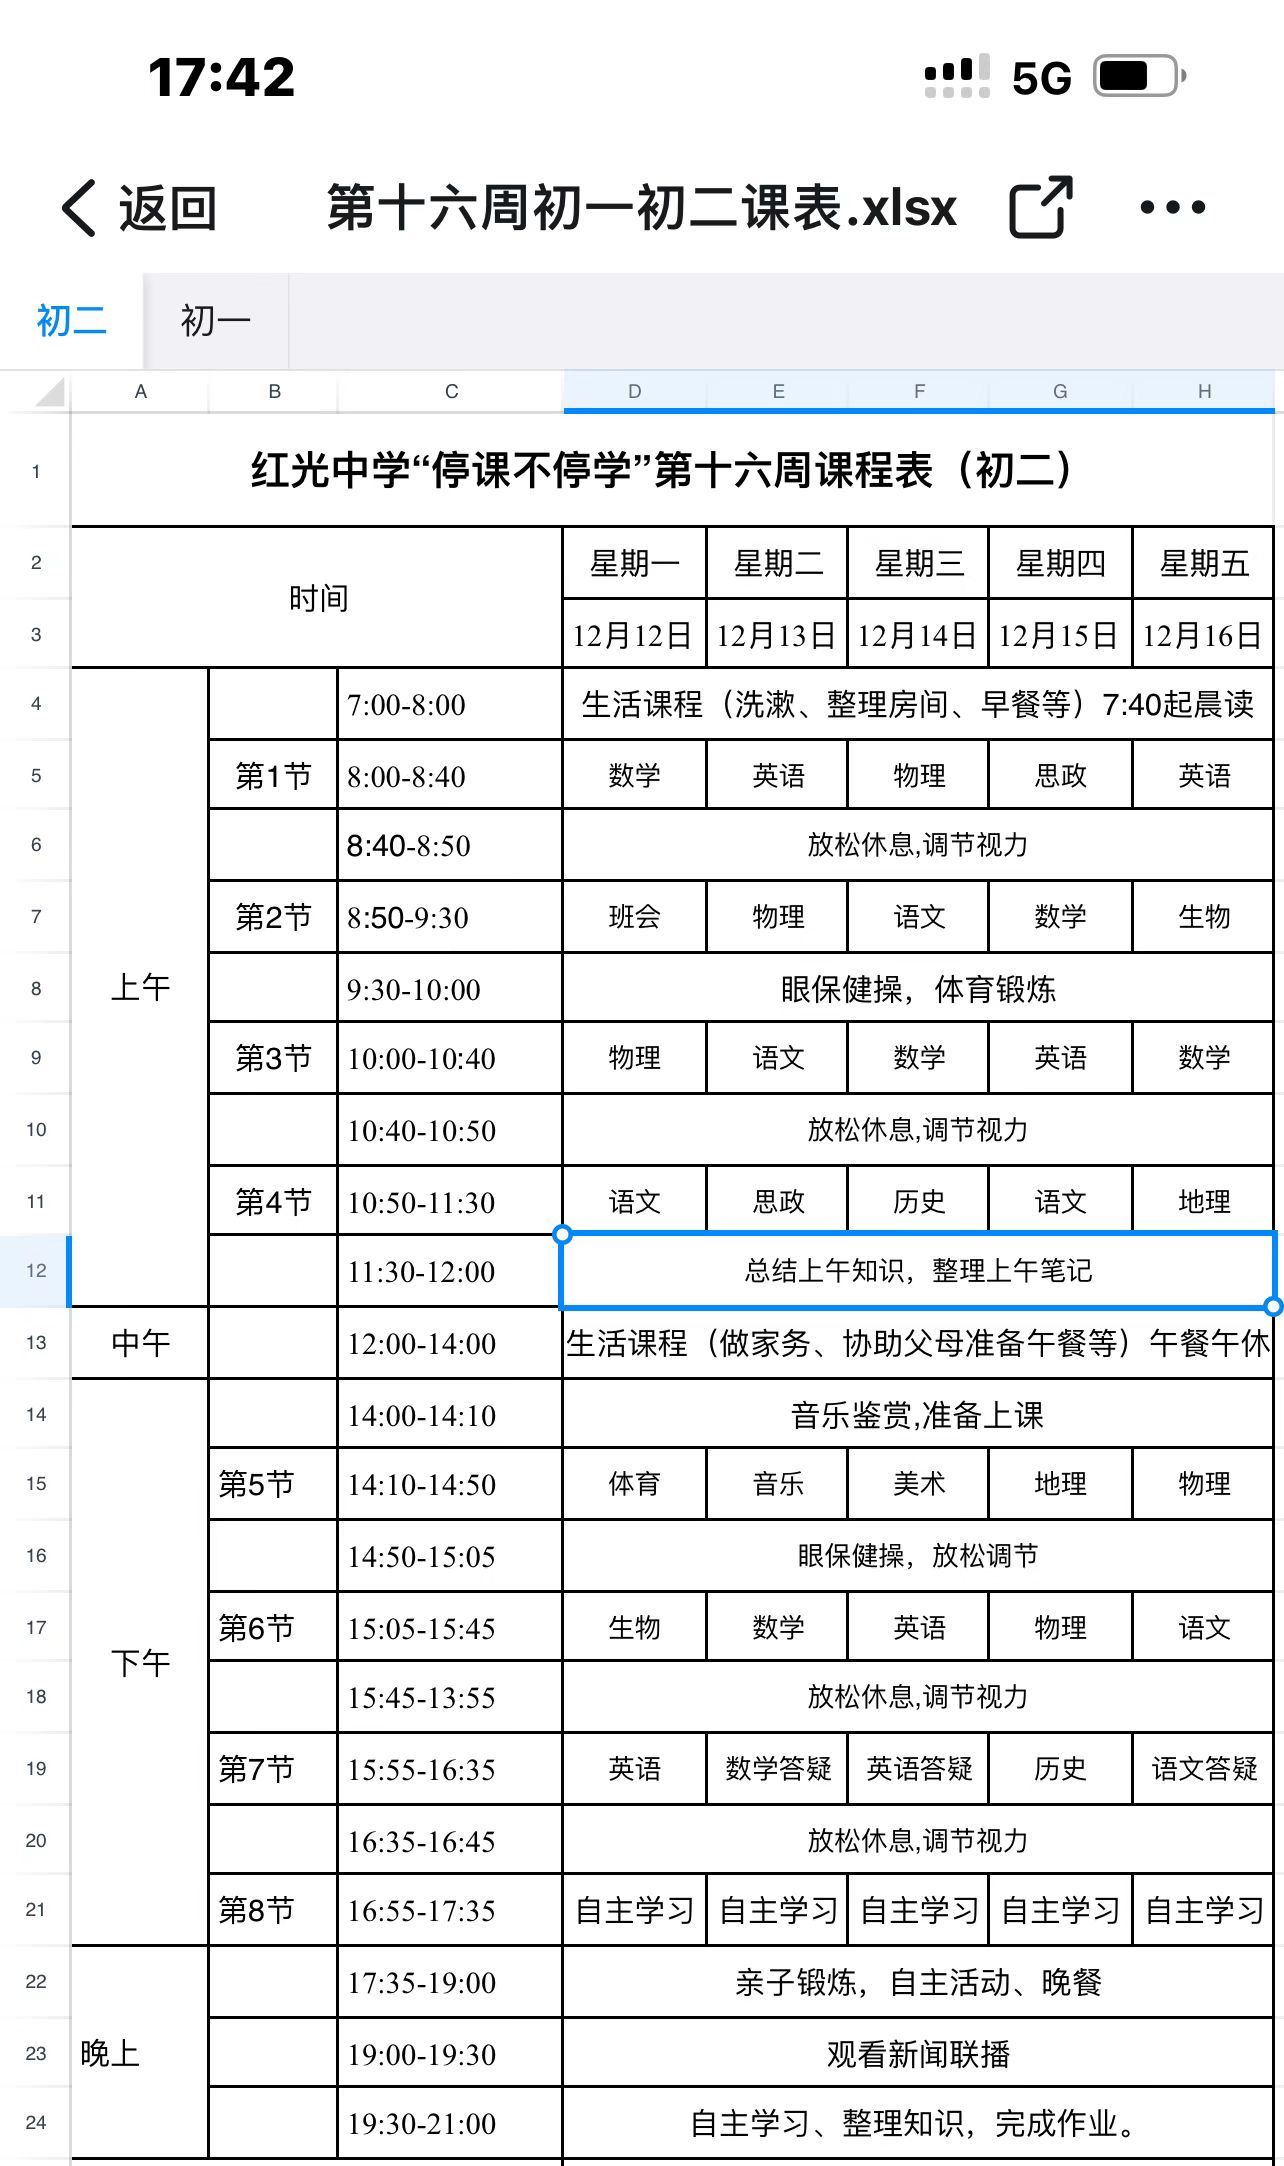 17:42 5G
返回 第十六周初一初二课表.xlsx
初二 初一
A B C D E F G H
1 红光中学“停课不停学”第十六周课程表（初二）
2 时间 星期一 星期二 星期三 星期四 星期五
3 12月12日 12月13日 12月14日 12月15日 12月16日
4 7:00-8:00 生活课程（洗漱、整理房间、早餐等）7:40起晨读
5 第1节 8:00-8:40 数学 英语 物理 思政 英语
6 8:40-8:50 放松休息,调节视力
7 第2节 8:50-9:30 班会 物理 语文 数学 生物
8 上午 9:30-10:00 眼保健操，体育锻炼
9 第3节 10:00-10:40 物理 语文 数学 英语 数学
10 10:40-10:50 放松休息,调节视力
11 第4节 10:50-11:30 语文 思政 历史 语文 地理
12 11:30-12:00 总结上午知识，整理上午笔记
13 中午 12:00-14:00 生活课程（做家务、协助父母准备午餐等）午餐午休
14 14:00-14:10 音乐鉴赏,准备上课
15 第5节 14:10-14:50 体育 音乐 美术 地理 物理
16 14:50-15:05 眼保健操，放松调节
17 第6节 15:05-15:45 生物 数学 英语 物理 语文
下午
18 15:45-13:55 放松休息,调节视力
19 第7节 15:55-16:35 英语 数学答疑 英语答疑 历史 语文答疑
20 16:35-16:45 放松休息,调节视力
21 第8节 16:55-17:35 自主学习 自主学习 自主学习 自主学习 自主学习
22 17:35-19:00 亲子锻炼，自主活动、晚餐
23 晚上 19:00-19:30 观看新闻联播
24 19:30-21:00 自主学习、整理知识，完成作业。